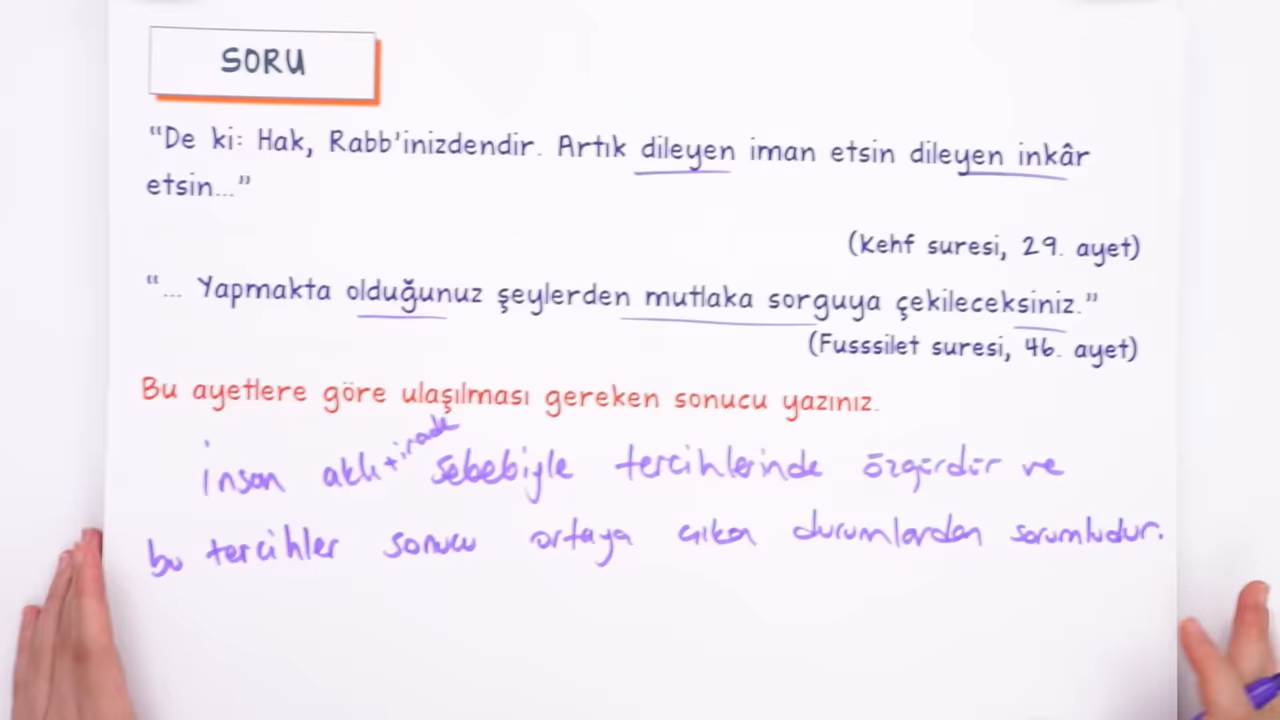 SORU
“De ki: Hak, Rabb'inizdendir. Artık dileyen iman etsin dileyen inkâr
etsin...”
(Kehf suresi, 29. ayet)
“... Yapmakta olduğunuz şeylerden mutlaka sorguya çekileceksiniz.”
(Fusssilet suresi, 46. ayet)
Bu ayetlere göre ulaşılması gereken sonucu yazınız.
İnsan aklı + irade sebebiyle tercihlerinde özgürdür ve
bu tercihler sonucu ortaya çıkan durumlardan sorumludur.